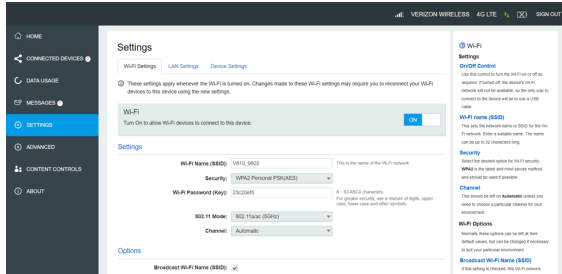 VERIZON WIRELESS 4G LTE SIGN OUT
HOME
CONNECTED DEVICES
DATA USAGE
MESSAGES
SETTINGS
ADVANCED
CONTENT CONTROLS
ABOUT
Settings
Wi-Fi Settings LAN Settings Device Settings
These settings apply whenever the Wi-Fi is turned on. Changes made to these Wi-Fi settings may require you to reconnect your Wi-Fi
devices to this device using the new settings.
Wi-Fi
Turn On to allow Wi-Fi devices to connect to this device.
ON
Settings
Wi-Fi Name (SSID): V810_9802 This is the name of the Wi-Fi network
Security: WPA2 Personal PSK(AES)
Wi-Fi Password (Key): 23c20ef5 8 – 63 ASCII characters.
For greater security, use a mixture of digits, upper
case, lower case and other symbols.
802.11 Mode: 802.11a/ac (5GHz)
Channel: Automatic
Options
Broadcast Wi-Fi Name (SSID):
Wi-Fi
Settings
On/Off Control
Use this control to turn the Wi-Fi on or off as
required. If turned off, the device's Wi-Fi
network will not be available, so the only way to
connect to the device will be to use a USB
cable.
Wi-Fi name (SSID)
This sets the network name or SSID for the Wi-
Fi network. Enter a suitable name. The name
can be up to 32 characters long.
Security
Select the desired option for Wi-Fi security.
WPA2 is the latest and most secure method
and should be used if possible.
Channel
This should be left on Automatic unless you
need to choose a particular channel for your
environment.
Wi-Fi Options
Normally these options can be left at their
default values, but can be changed if necessary
to suit your particular environment.
Broadcast Wi-Fi Name (SSID)
If this setting is checked, this Wi-Fi network